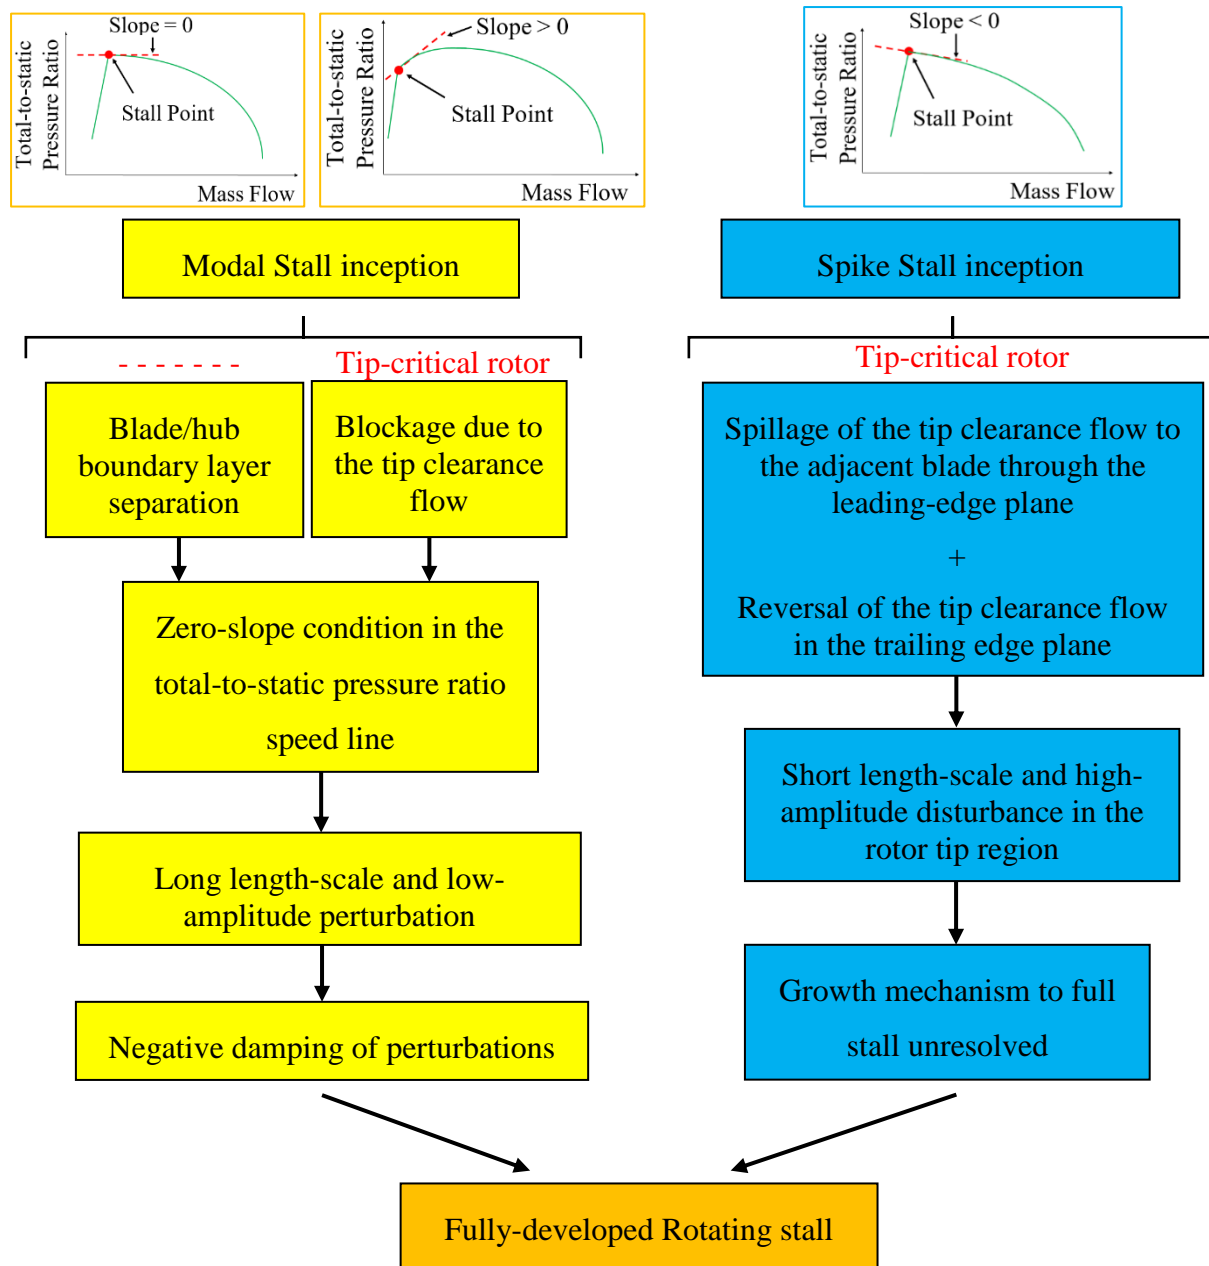 Slope = 0
Total-to-static
Pressure Ratio
Stall Point
Mass Flow
Slope > 0
Total-to-static
Pressure Ratio
Stall Point
Mass Flow
Slope < 0
Total-to-static
Pressure Ratio
Stall Point
Mass Flow
Modal Stall inception
Spike Stall inception
- - - - - - -
Tip-critical rotor
Tip-critical rotor
Blade/hub
boundary layer
separation
Blockage due to
the tip clearance
flow
Spillage of the tip clearance flow to
the adjacent blade through the
leading-edge plane
+
Reversal of the tip clearance flow
in the trailing edge plane
Zero-slope condition in the
total-to-static pressure ratio
speed line
Short length-scale and high-
amplitude disturbance in the
rotor tip region
Long length-scale and low-
amplitude perturbation
Growth mechanism to full
stall unresolved
Negative damping of perturbations
Fully-developed Rotating stall